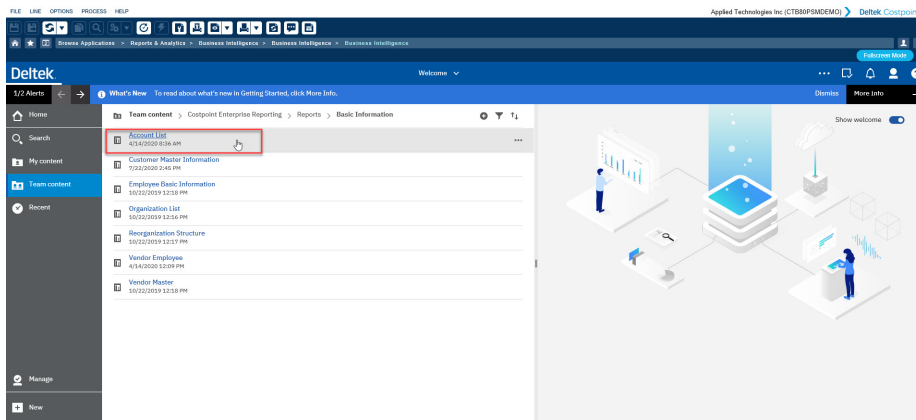 FILE LINE OPTIONS PROCESS HELP
Applied Technologies Inc (CTB80PSMDEMO) Deltek Costpoin
Browse Applications > Reports & Analytics > Business Intelligence > Business Intelligence > Business Intelligence
Fullscreen Mode
Deltek
Welcome
1/2 Alerts
What's New To read about what's new in Getting Started, click More Info.
Dismiss
More Info
Home
Search
My content
Team content
Recent
Manage
New
Team content > Costpoint Enterprise Reporting > Reports > Basic Information
Account List
4/14/2020 8:36 AM
Customer Master Information
7/22/2020 2:45 PM
Employee Basic Information
10/22/2019 12:18 PM
Organization List
10/22/2019 12:16 PM
Reorganization Structure
10/22/2019 12:17 PM
Vendor Employee
4/14/2020 12:09 PM
Vendor Master
10/22/2019 12:18 PM
Show welcome